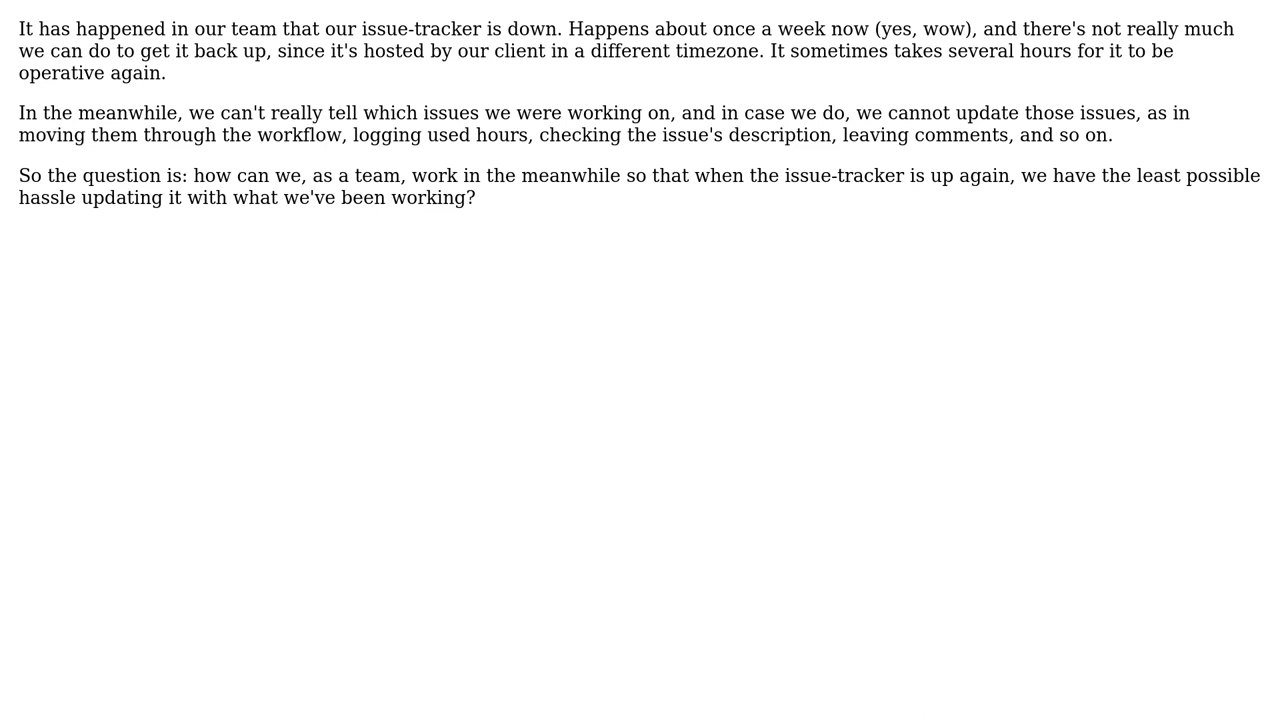 It has happened in our team that our issue-tracker is down. Happens about once a week now (yes, wow), and there's not really much
we can do to get it back up, since it's hosted by our client in a different timezone. It sometimes takes several hours for it to be
operative again.
In the meanwhile, we can't really tell which issues we were working on, and in case we do, we cannot update those issues, as in
moving them through the workflow, logging used hours, checking the issue's description, leaving comments, and so on.
So the question is: how can we, as a team, work in the meanwhile so that when the issue-tracker is up again, we have the least possible
hassle updating it with what we've been working?